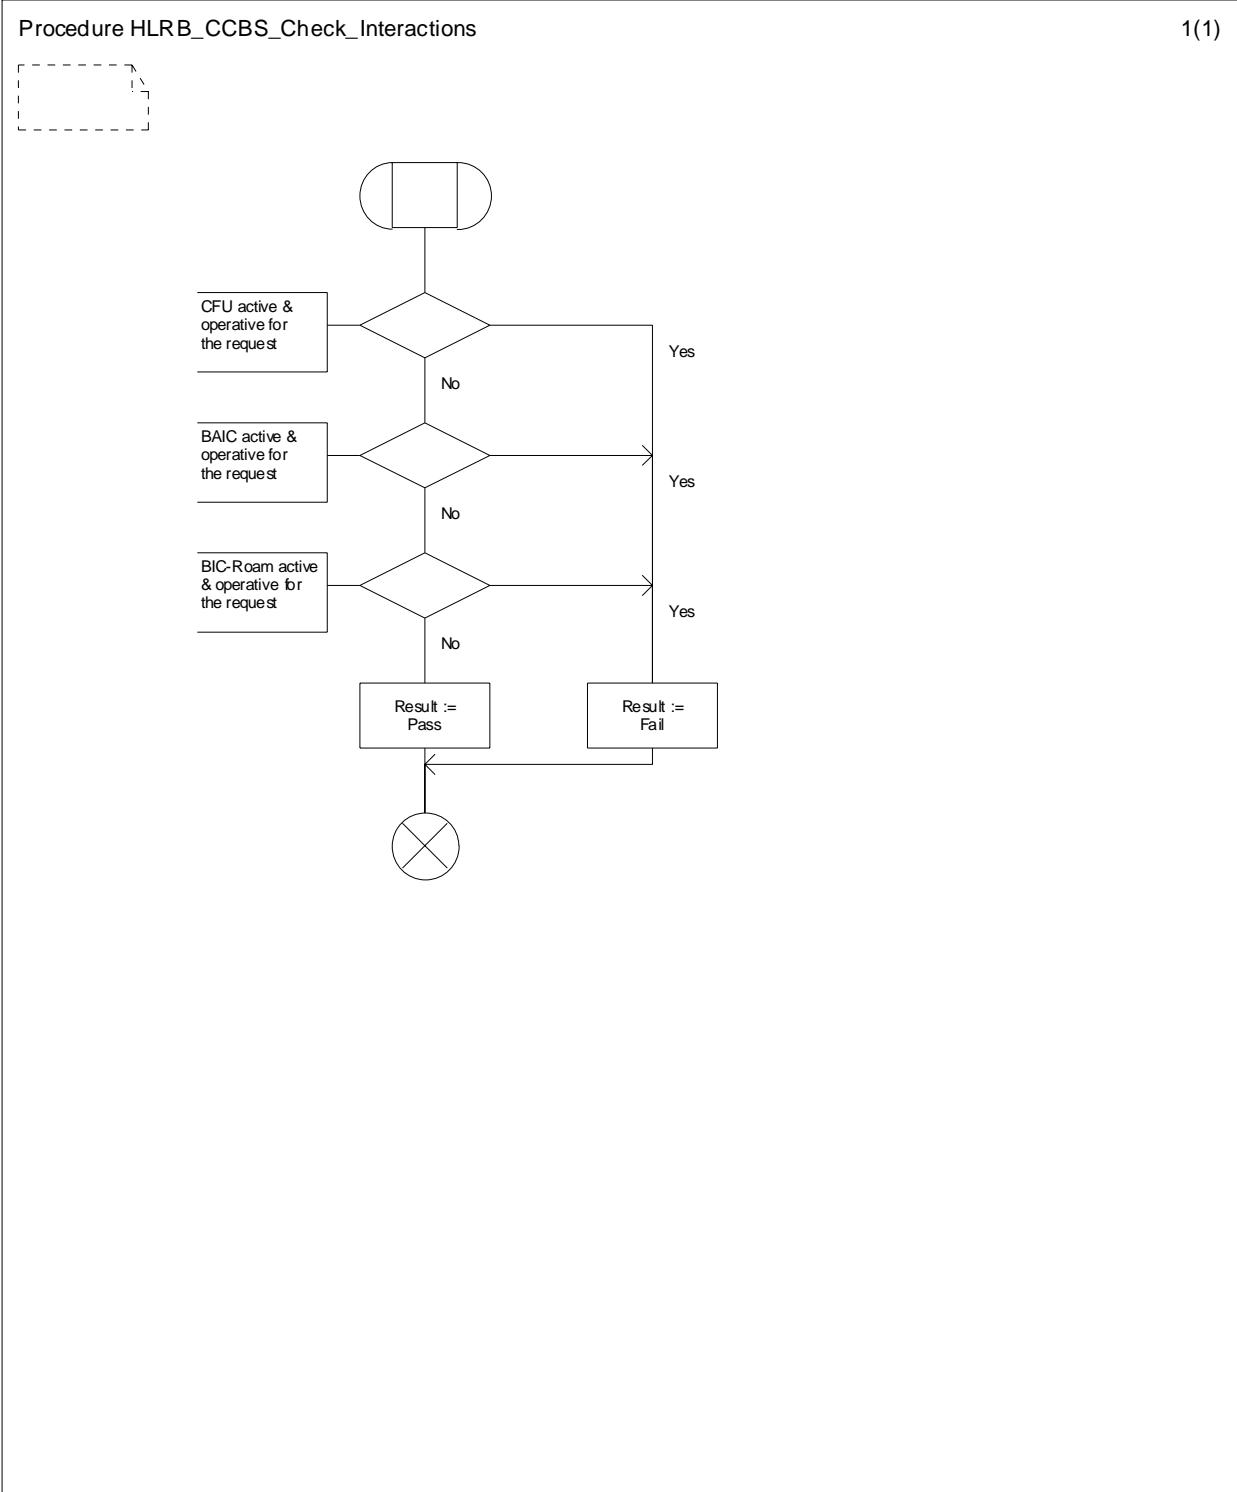 Procedure HLRB_CCBS_Check_Interactions
1(1)
CFU active &
operative for
the request
Yes
No
BAIC active &
operative for
the request
Yes
No
BIC-Roam active
& operative for
the request
Yes
No
Result :=
Pass
Result :=
Fail